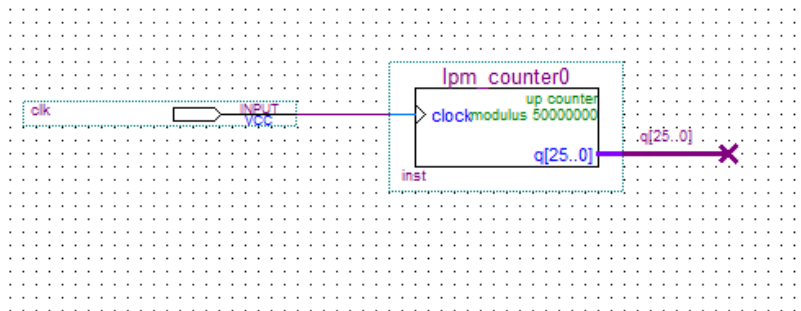 lpm_counter0
clk
INPUT
VCC
up counter
clock
modulus 50000000
q[25..0]
q[25..0]
inst